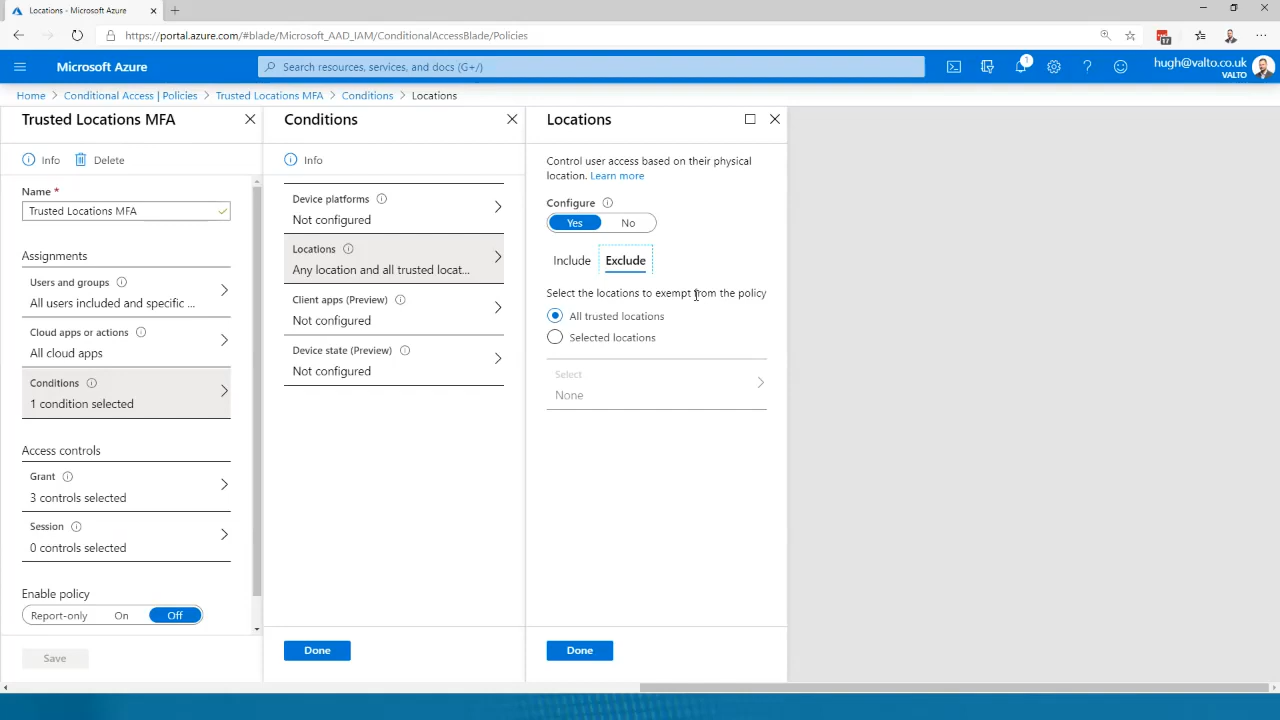 Locations - Microsoft Azure
https://portal.azure.com/#blade/Microsoft_AAD_IAM/ConditionalAccessBlade/Policies
17
Microsoft Azure
Search resources, services, and docs (G+/)
1
hugh@valto.co.uk
VALTO
Home > Conditional Access | Policies > Trusted Locations MFA > Conditions > Locations
Trusted Locations MFA
Info
Delete
Name *
Trusted Locations MFA
Assignments
Users and groups
All users included and specific ...
Cloud apps or actions
All cloud apps
Conditions
1 condition selected
Access controls
Grant
3 controls selected
Session
0 controls selected
Enable policy
Report-only On Off
Save
Conditions
Info
Device platforms
Not configured
Locations
Any location and all trusted locat...
Client apps (Preview)
Not configured
Device state (Preview)
Not configured
Done
Locations
Control user access based on their physical
location. Learn more
Configure
Yes No
Include Exclude
Select the locations to exempt from the policy
All trusted locations
Selected locations
Select
None
Done